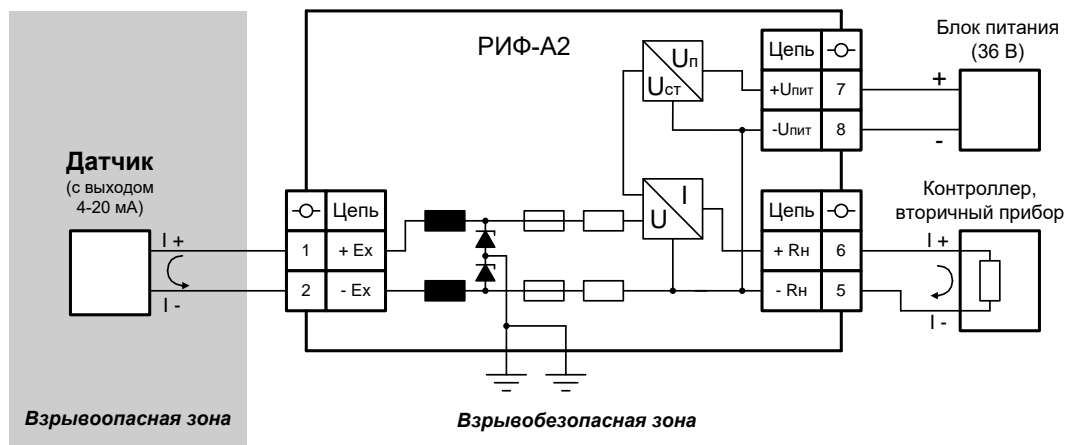 РИФ-А2
Блок питания
(36 В)
Uп
Uст
Цепь
+Uпит 7
-Uпит 8
+
-
Датчик
(с выходом
4-20 мА)
I +
I -
Цепь
1 + Ex
2 - Ex
U
I
Цепь
+ Rн 6
- Rн 5
Контроллер,
вторичный прибор
I +
I -
Взрывоопасная зона
Взрывобезопасная зона